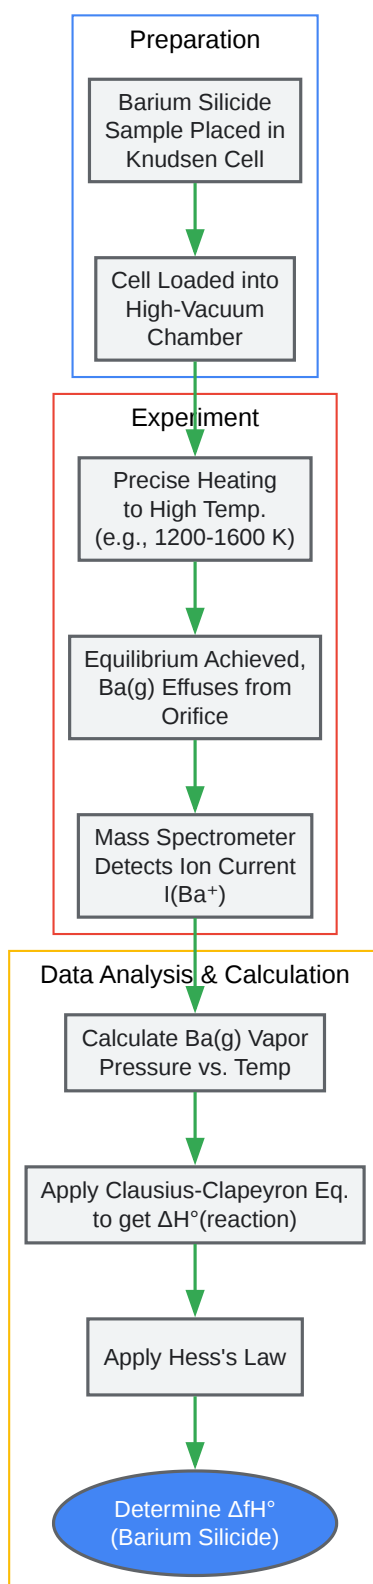 Preparation
Barium Silicide
Sample Placed in
Knudsen Cell
Cell Loaded into
High-Vacuum
Chamber
Experiment
Precise Heating
to High Temp.
(e.g., 1200-1600 K)
Equilibrium Achieved,
Ba(g) Effuses from
Orifice
Mass Spectrometer
Detects Ion Current
I(Ba⁺)
Data Analysis & Calculation
Calculate Ba(g) Vapor
Pressure vs. Temp
Apply Clausius-Clapeyron Eq.
to get ΔH°(reaction)
Apply Hess's Law
Determine ΔfH°
(Barium Silicide)